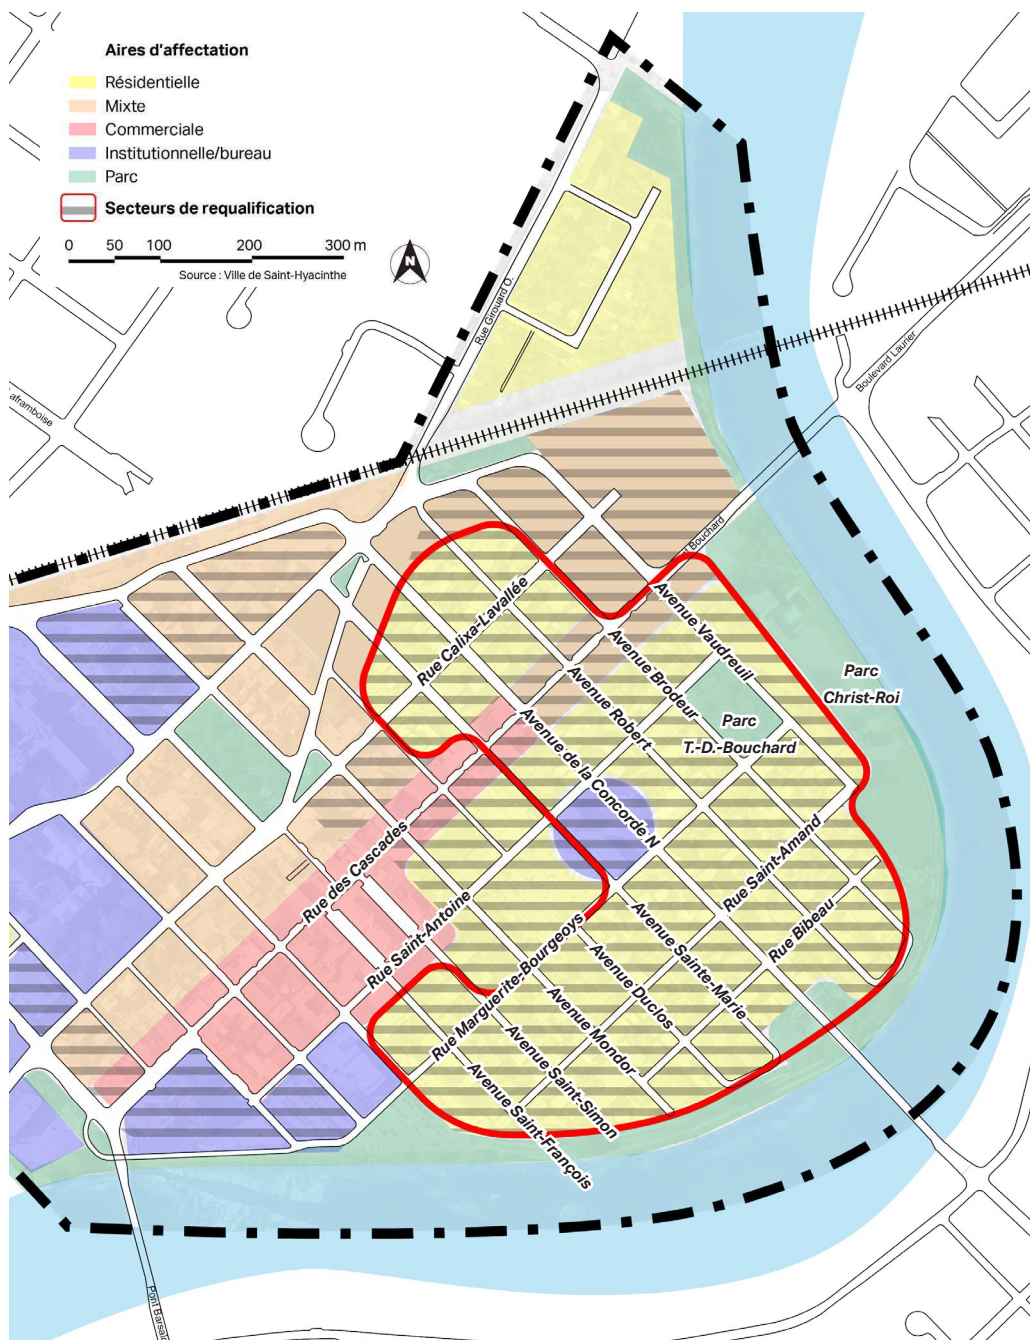 Aires d'affectation
Résidentielle
Mixte
Commerciale
Institutionnelle/bureau
Parc
Secteurs de requalification
0 50 100 200 300 m
N
Source : Ville de Saint-Hyacinthe
Rue Girouard O.
Boulevard Laurier
aframboise
Bouchard
Rue Calixa-Lavallée
Avenue Vaudreuil
Avenue Brodeur
Avenue Robert
Parc
Christ-Roi
Parc
T.-D.-Bouchard
Avenue de la Concorde N
Rue des Cascades
Rue Saint-Amand
Rue Saint-Antoine
Rue Bibeau
Rue Marguerite-Bourgeoys
Avenue Sainte-Marie
Avenue Duclos
Avenue Mondor
Avenue Saint-Simon
Avenue Saint-François
Pont Barsalo